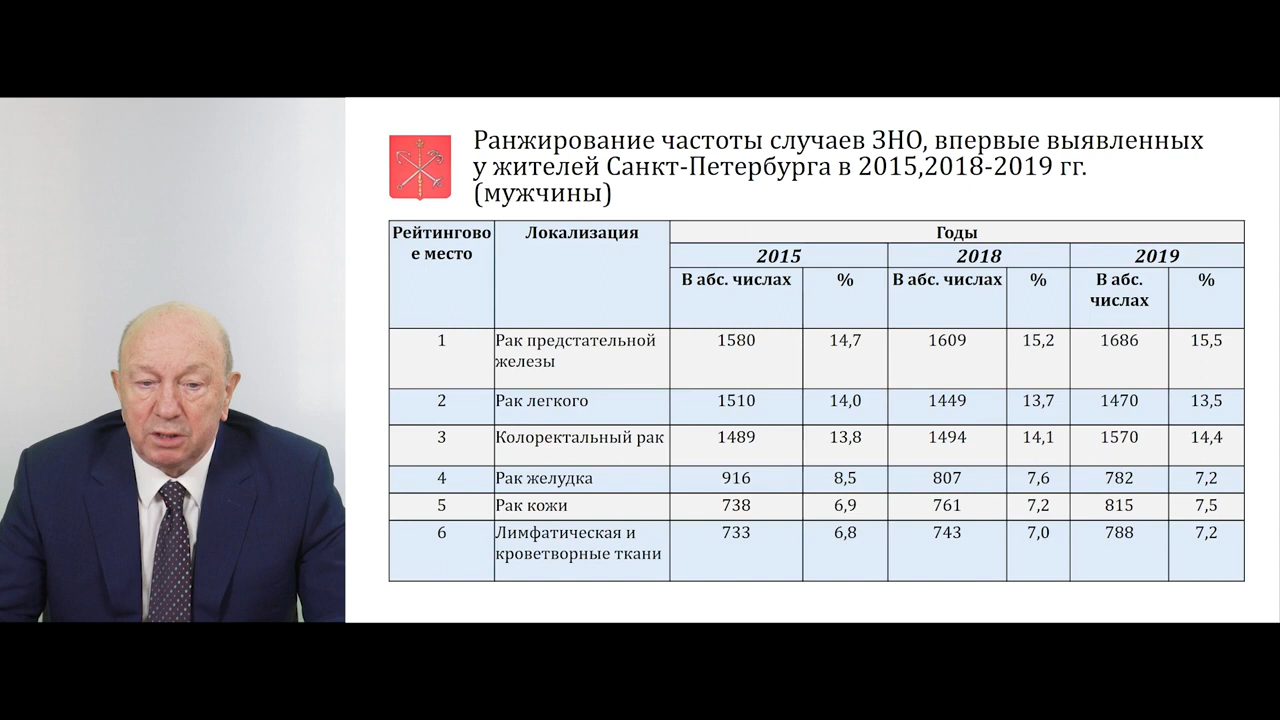 Ранжирование частоты случаев ЗНО, впервые выявленных
у жителей Санкт-Петербурга в 2015,2018-2019 гг.
(мужчины)
Рейтингово Локализация Годы
е место
2015 2018 2019
В абс. числах % В абс. числах % В абс. %
числах
1 Рак предстательной 1580 14,7 1609 15,2 1686 15,5
железы
2 Рак легкого 1510 14,0 1449 13,7 1470 13,5
3 Колоректальный рак 1489 13,8 1494 14,1 1570 14,4
4 Рак желудка 916 8,5 807 7,6 782 7,2
5 Рак кожи 738 6,9 761 7,2 815 7,5
6 Лимфатическая и 733 6,8 743 7,0 788 7,2
кроветворные ткани